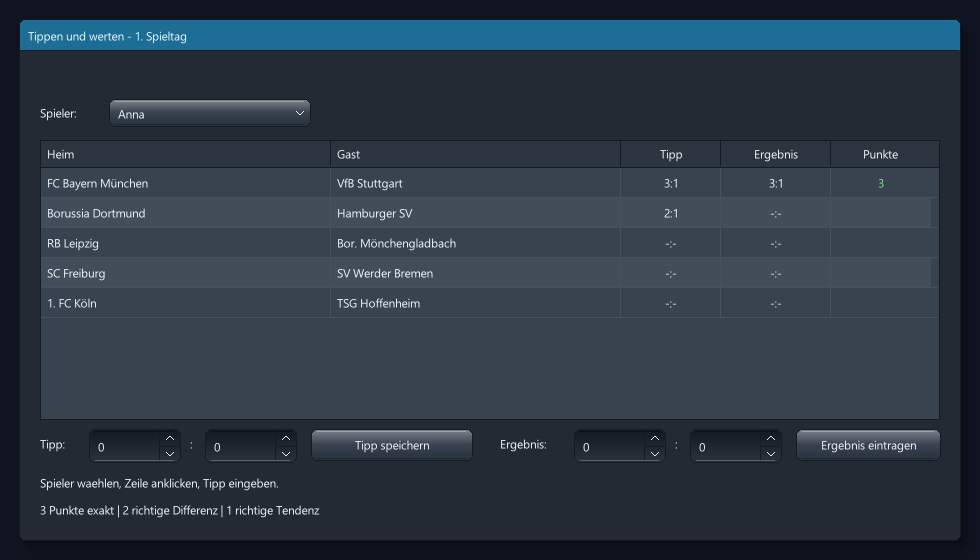 Tippen und werten - 1. Spieltag
Spieler: Anna
Heim Gast Tipp Ergebnis Punkte
FC Bayern München VfB Stuttgart 3:1 3:1 3
Borussia Dortmund Hamburger SV 2:1 -:-
RB Leipzig Bor. Mönchengladbach -:- -:-
SC Freiburg SV Werder Bremen -:- -:-
1. FC Köln TSG Hoffenheim -:- -:-
Tipp: 0 : 0 Tipp speichern Ergebnis: 0 : 0 Ergebnis eintragen
Spieler waehlen, Zeile anklicken, Tipp eingeben.
3 Punkte exakt | 2 richtige Differenz | 1 richtige Tendenz